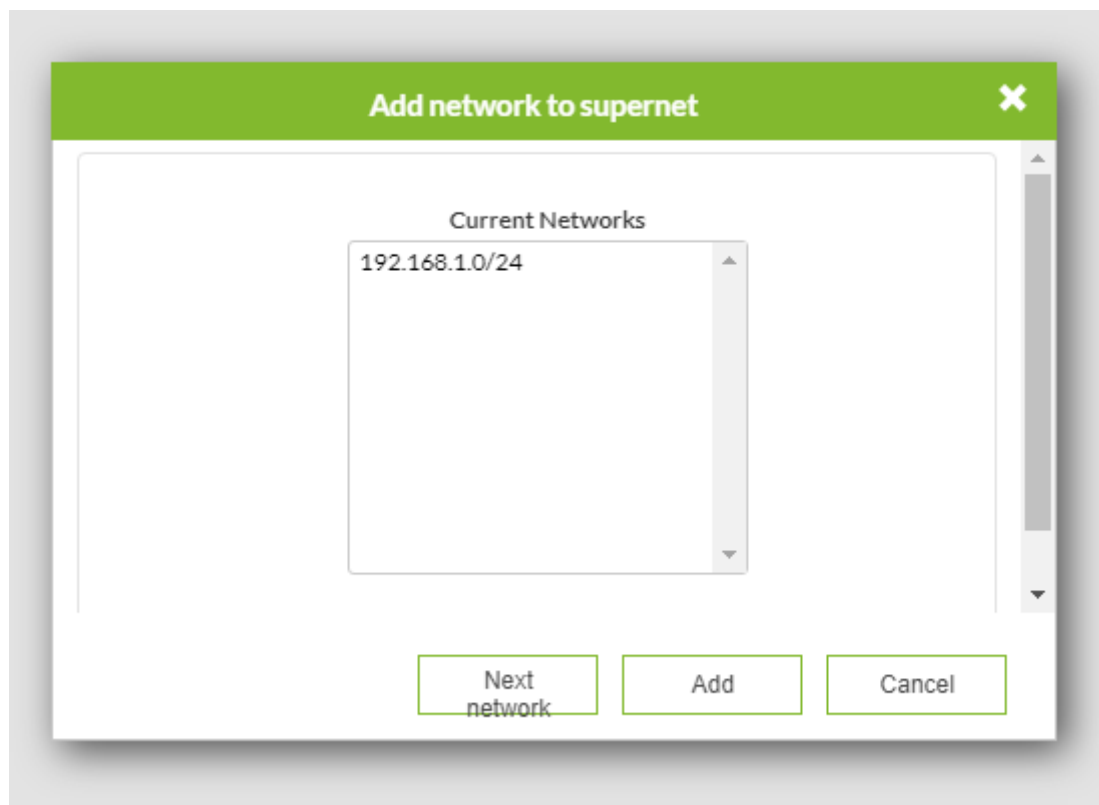 Add network to supernet
Current Networks
192.168.1.0/24
Next
network
Add
Cancel